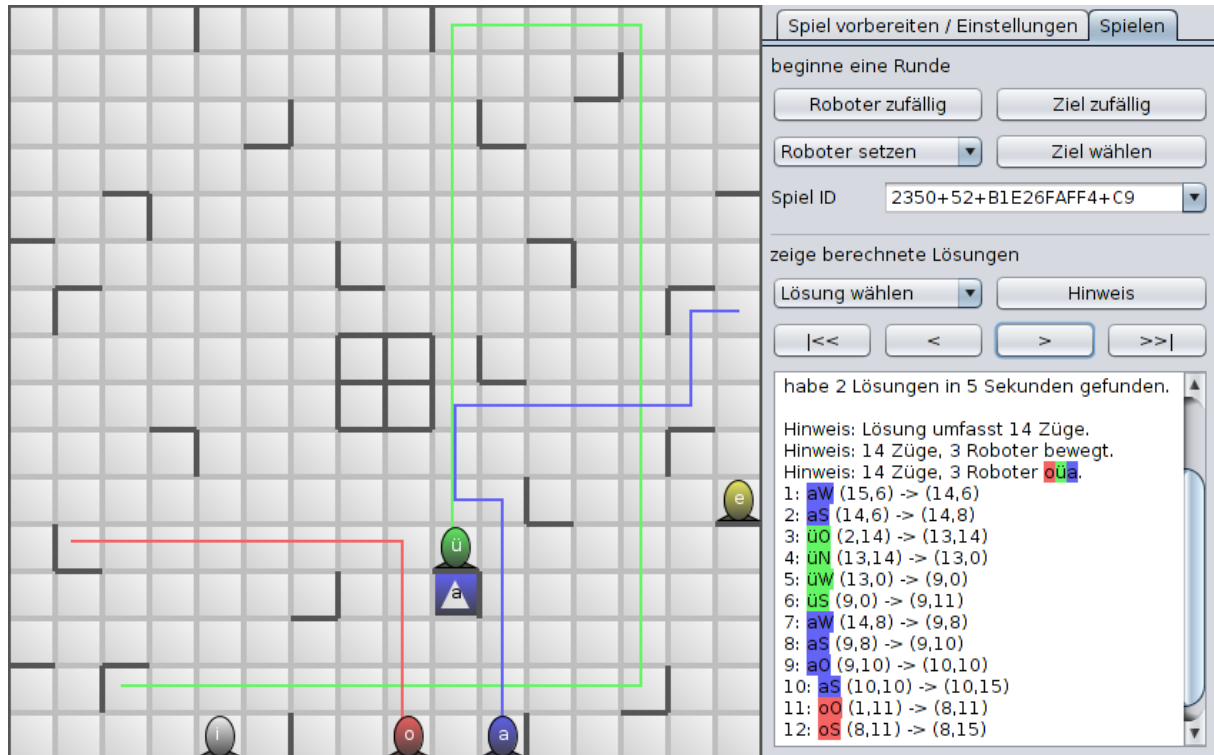 Spiel vorbereiten / Einstellungen
Spielen
beginne eine Runde
Roboter zufällig
Ziel zufällig
Roboter setzen
Ziel wählen
Spiel ID
2350+52+B1E26FAFF4+C9
zeige berechnete Lösungen
Lösung wählen
Hinweis
|<<
<
>
>>|
habe 2 Lösungen in 5 Sekunden gefunden.
Hinweis: Lösung umfasst 14 Züge.
Hinweis: 14 Züge, 3 Roboter bewegt.
Hinweis: 14 Züge, 3 Roboter oüa.
1: aW (15,6) -> (14,6)
2: aS (14,6) -> (14,8)
3: üO (2,14) -> (13,14)
4: üN (13,14) -> (13,0)
5: üW (13,0) -> (9,0)
6: üS (9,0) -> (9,11)
7: aW (14,8) -> (9,8)
8: aS (9,8) -> (9,10)
9: aO (9,10) -> (10,10)
10: aS (10,10) -> (10,15)
11: oO (1,11) -> (8,11)
12: oS (8,11) -> (8,15)
e
ü
a
i
o
a